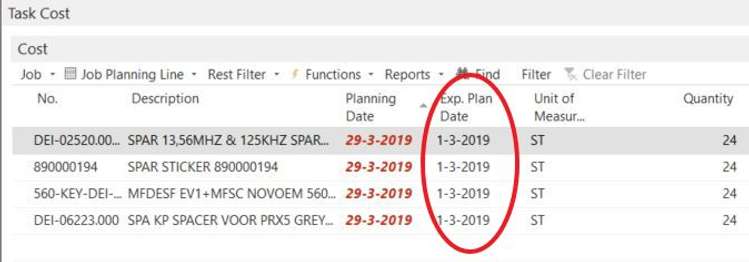 Task Cost
Cost
Job Job Planning Line Rest Filter Functions Reports Find Filter Clear Filter
No. Description Planning Date Exp. Plan Date Unit of Measur... Quantity
DEI-02520.00... SPAR 13,56MHZ & 125KHZ SPAR... 29-3-2019 1-3-2019 ST 24
890000194 SPAR STICKER 890000194 29-3-2019 1-3-2019 ST 24
560-KEY-DEI-... MFDESF EV1+MFSC NOVOEM 560... 29-3-2019 1-3-2019 ST 24
DEI-06223.000 SPA KP SPACER VOOR PRX5 GREY... 29-3-2019 1-3-2019 ST 24